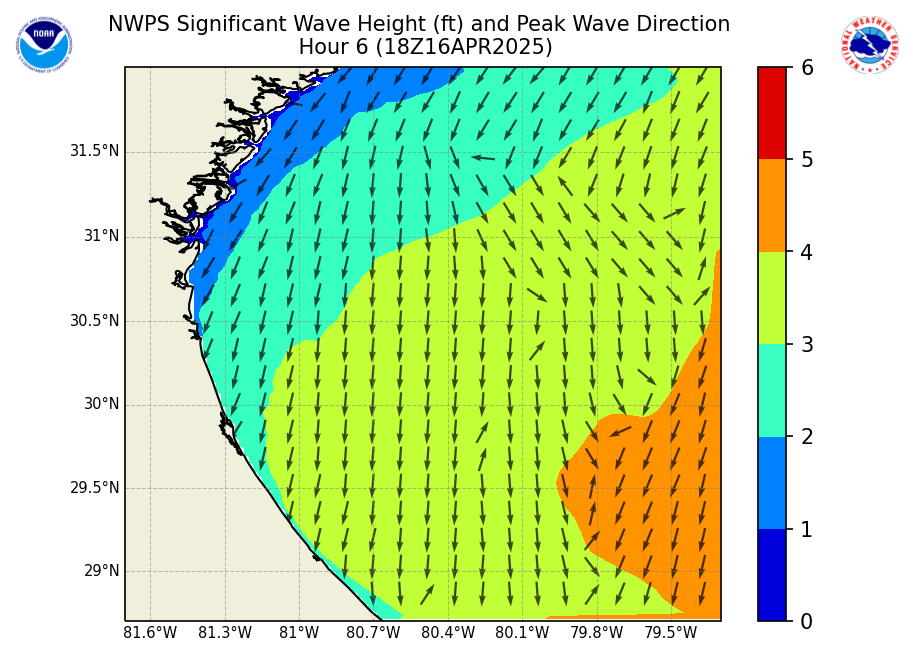 NWPS Significant Wave Height (ft) and Peak Wave Direction
Hour 6 (18Z16APR2025)
NOAA
NATIONAL WEATHER SERVICE
31.5°N
31°N
30.5°N
30°N
29.5°N
29°N
81.6°W 81.3°W 81°W 80.7°W 80.4°W 80.1°W 79.8°W 79.5°W
6
5
4
3
2
1
0